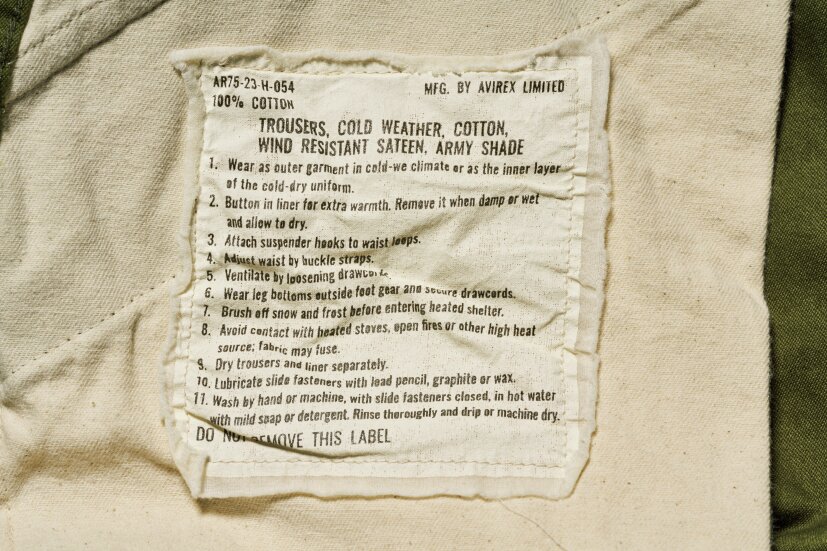 AR75-23-H-054 MFG. BY AVIREX LIMITED
100% COTTON
TROUSERS, COLD WEATHER, COTTON,
WIND RESISTANT SATEEN, ARMY SHADE
1. Wear as outer garment in cold-we climate or as the inner layer
of the cold-dry uniform.
2. Button in liner for extra warmth. Remove it when damp or wet
and allow to dry.
3. Attach suspender hooks to waist loops.
4. Adjust waist by buckle straps.
5. Ventilate by loosening
6. Wear leg bottoms outside foot gear and secure drawcords.
7. Brush off snow and frost before entering heated shelter.
8. Avoid contact with heated stoves, open fires or other high heat
source; fabric may fuse.
9. Dry trousers and liner separately.
10. Lubricate slide fasteners with lead pencil, graphite or wax.
11. Wash by hand or machine, with slide fasteners closed, in hot water
with mild soap or detergent. Rinse thoroughly and drip or machine dry.
DO NOT REMOVE THIS LABEL